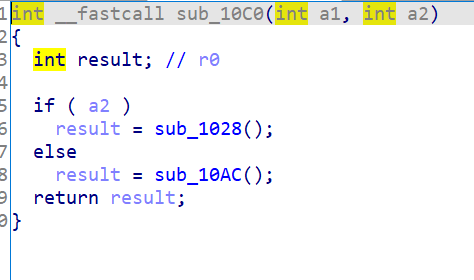 1 int __fastcall sub_10C0(int a1, int a2)
2 {
3   int result; // r0
4
5   if ( a2 )
6     result = sub_1028();
7   else
8     result = sub_10AC();
9   return result;
0 }